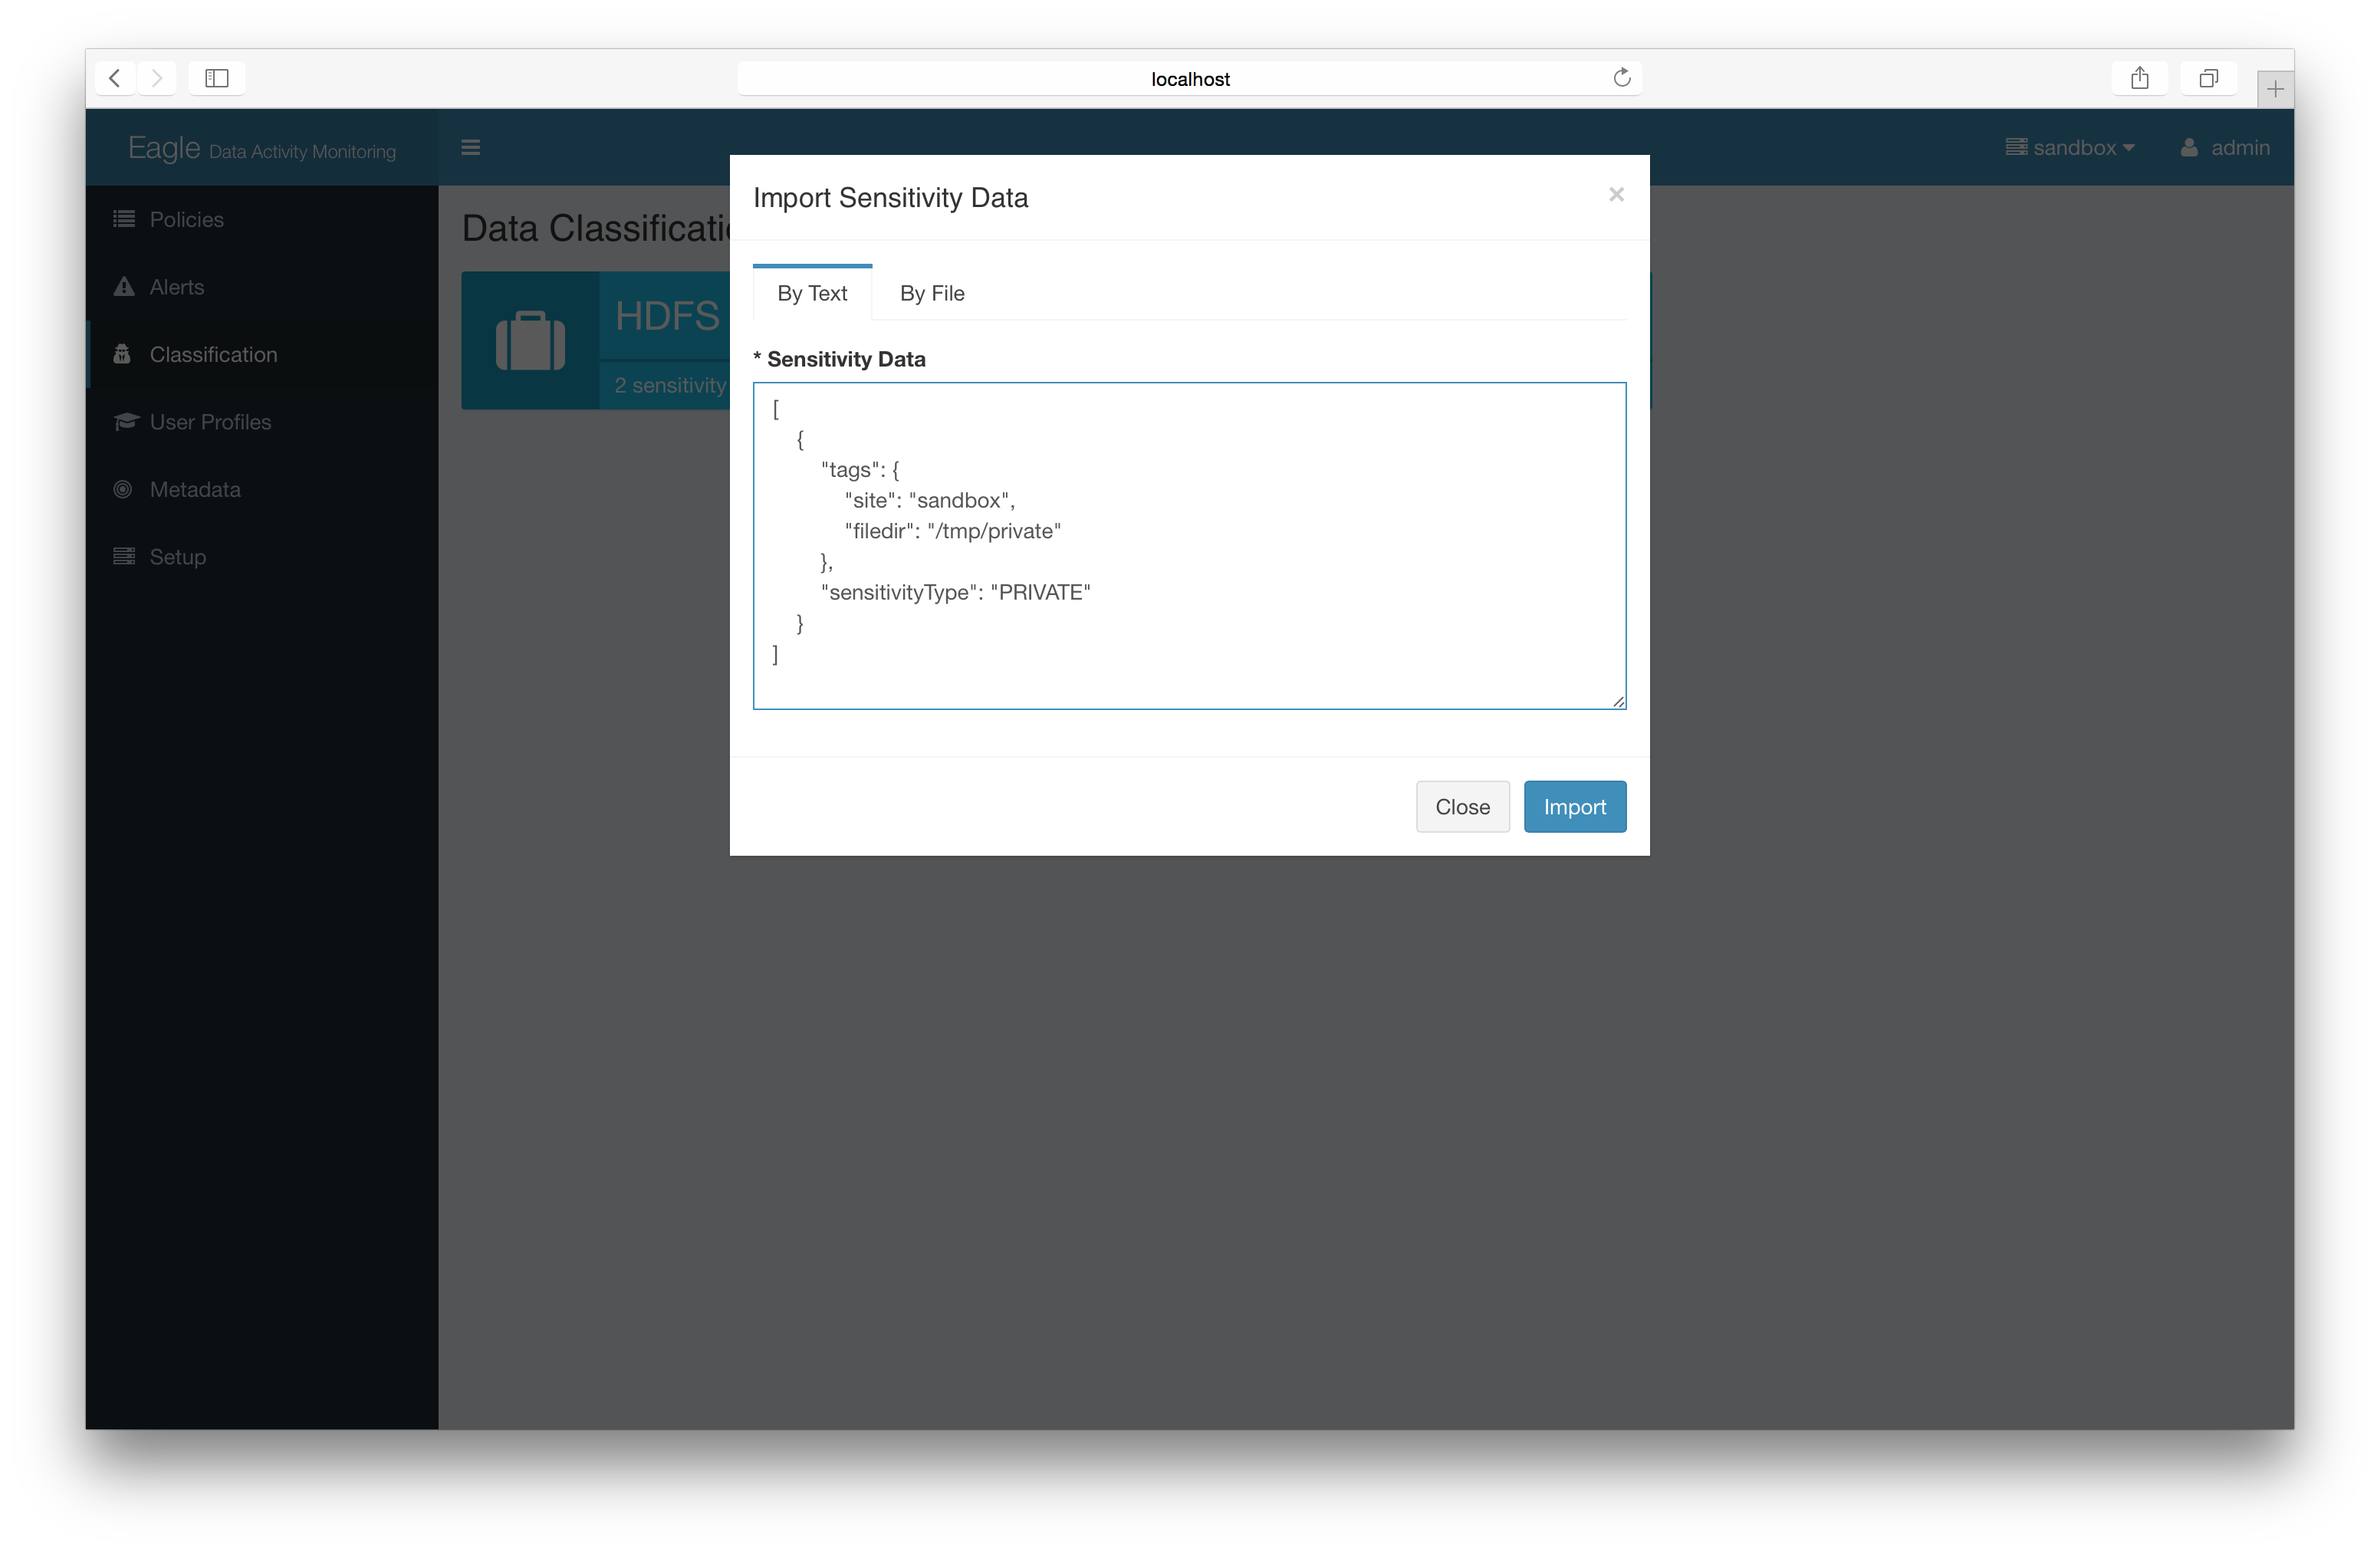 localhost
Eagle Data Activity Monitoring
sandbox
admin
Policies
Alerts
Classification
User Profiles
Metadata
Setup
Data
HDFS
2 sensitivity
Import Sensitivity Data
×
By Text
By File
* Sensitivity Data
[
{
"tags": {
"site": "sandbox",
"filedir": "/tmp/private"
},
"sensitivityType": "PRIVATE"
}
]
Close
Import